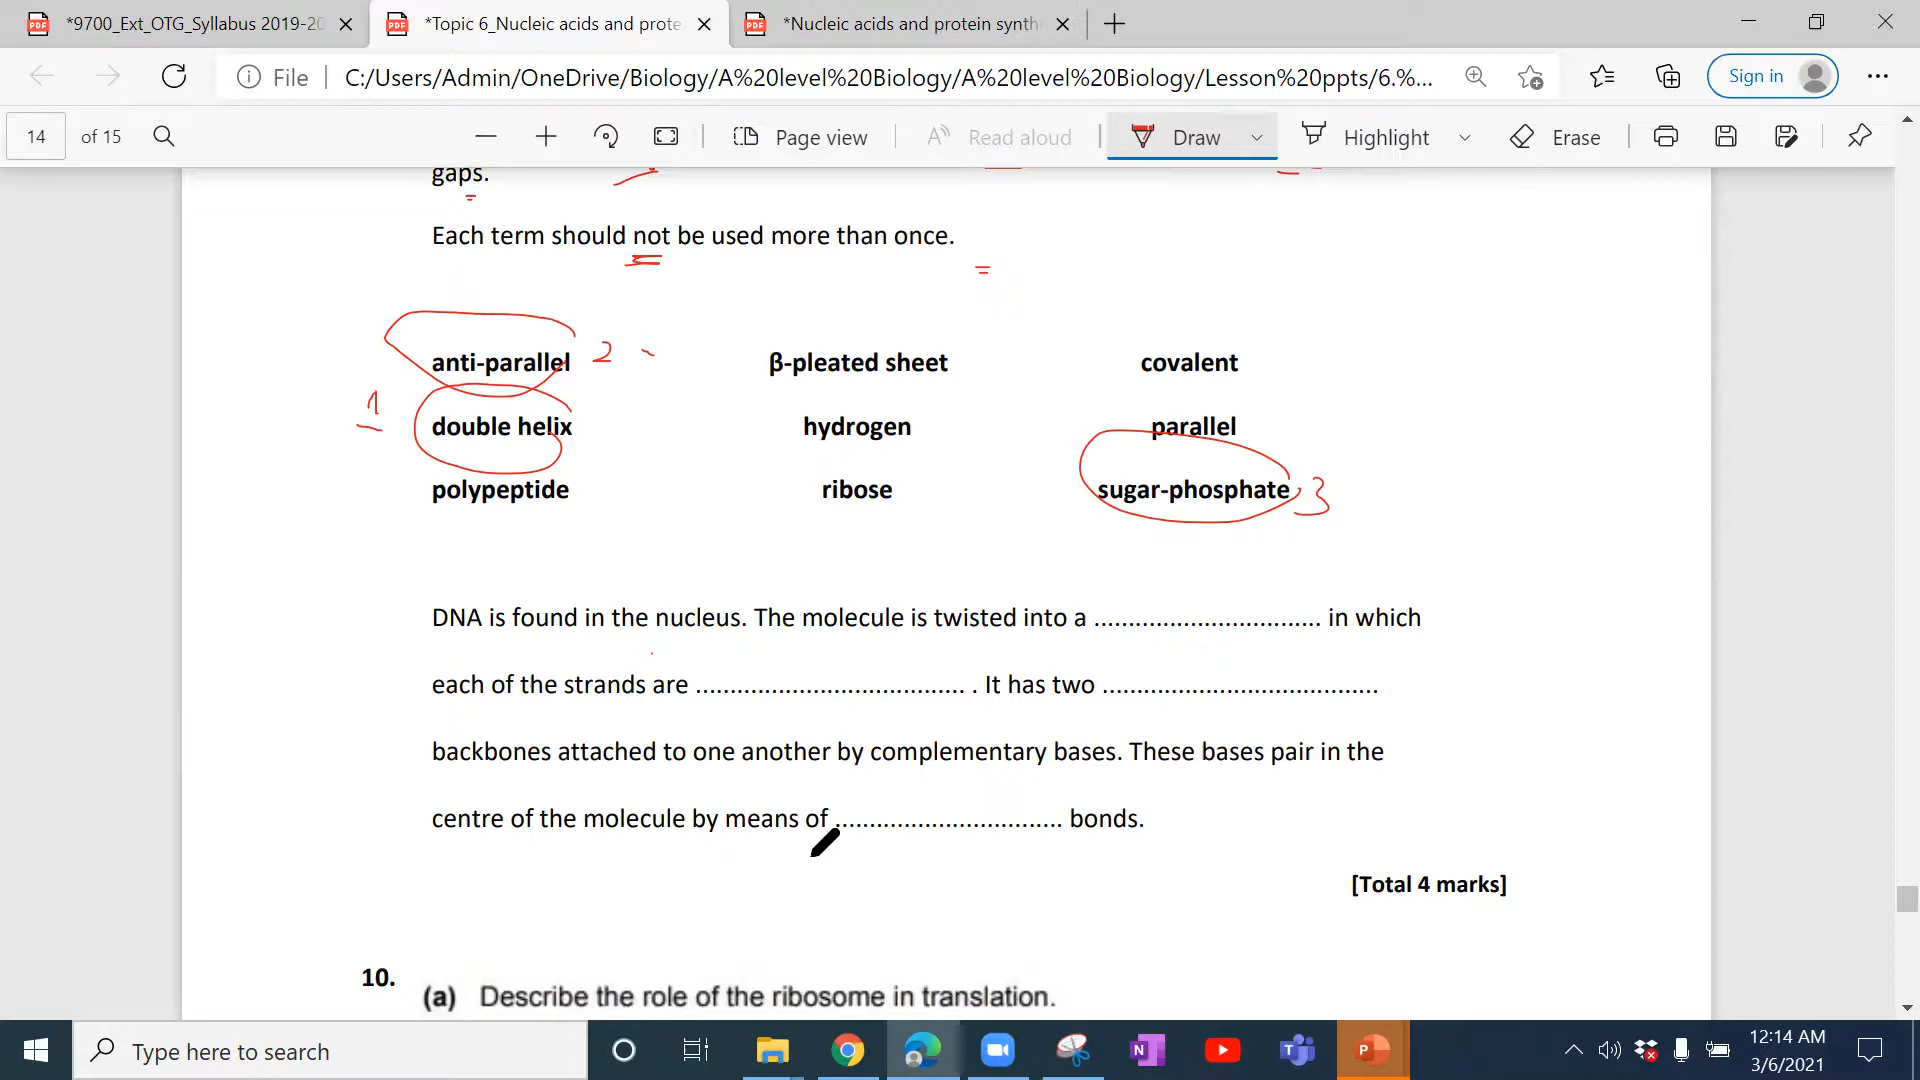 *9700_Ext_OTG_Syllabus 2019-20
*Topic 6_Nucleic acids and prote
*Nucleic acids and protein synth
File
C:/Users/Admin/OneDrive/Biology/A%20level%20Biology/A%20level%20Biology/Lesson%20ppts/6.%...
Sign in
14 of 15
Page view
Read aloud
Draw
Highlight
Erase
gaps.
Each term should not be used more than once.
anti-parallel 2 β-pleated sheet covalent
1 double helix hydrogen parallel
polypeptide ribose sugar-phosphate 3
DNA is found in the nucleus. The molecule is twisted into a ................................. in which
each of the strands are ....................................... . It has two ........................................
backbones attached to one another by complementary bases. These bases pair in the
centre of the molecule by means of ................................. bonds.
[Total 4 marks]
10.
(a) Describe the role of the ribosome in translation.
Type here to search
12:14 AM
3/6/2021